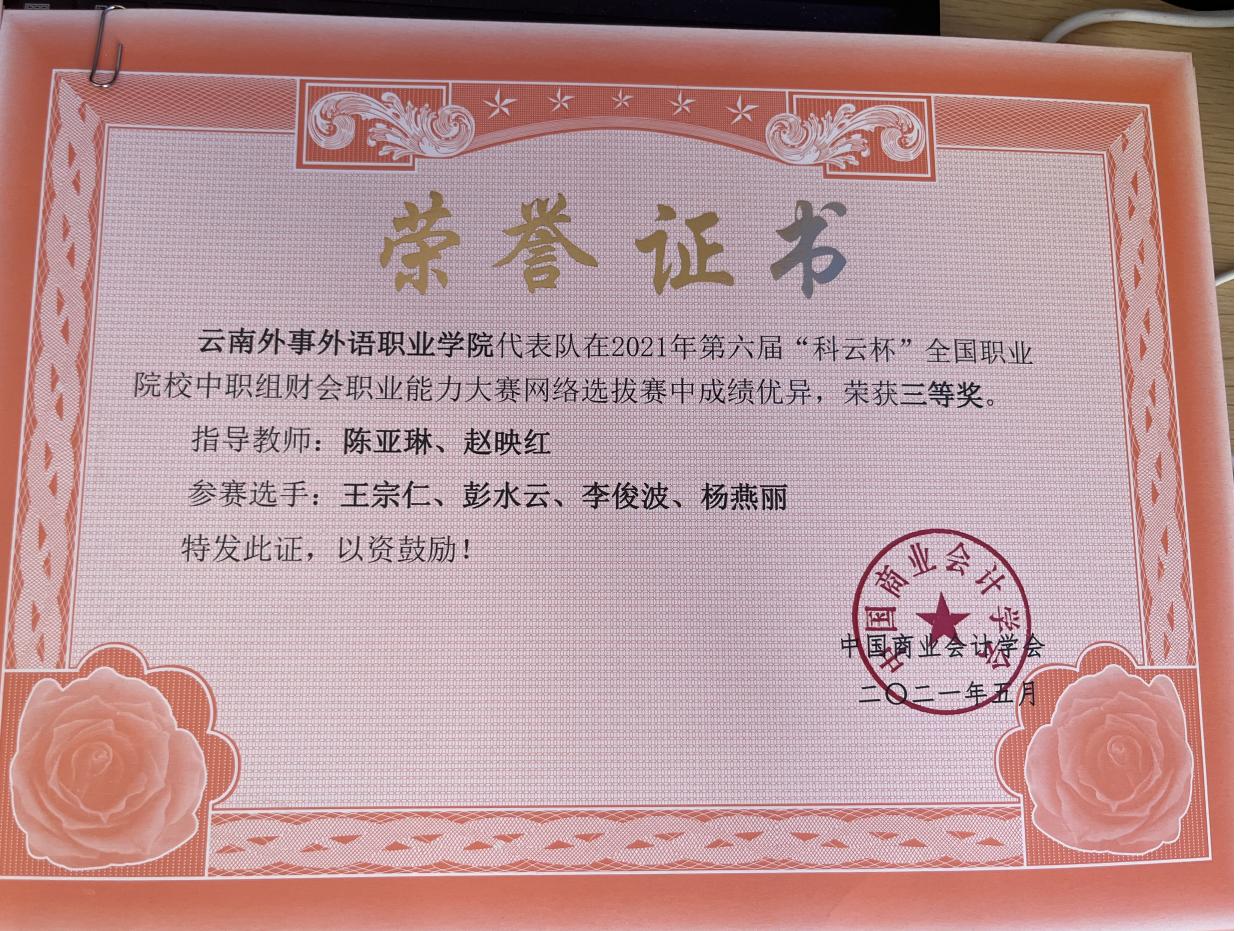 荣誉证书
云南外事外语职业学院代表队在2021年第六届“科云杯”全国职业
院校中职组财会职业能力大赛网络选拔赛中成绩优异，荣获三等奖。
指导教师：陈亚琳、赵映红
参赛选手：王宗仁、彭水云、李俊波、杨燕丽
特发此证，以资鼓励！
中国商业会计学会
中国商业会计学会
二〇二一年五月